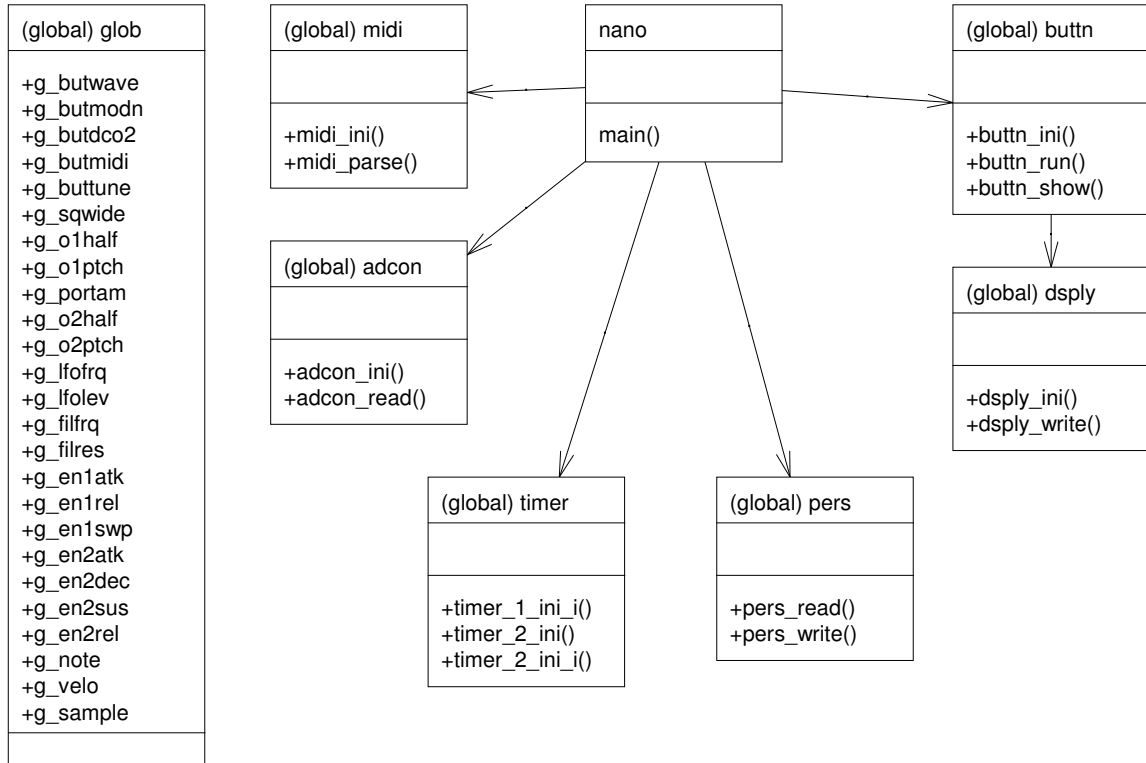 (global) glob
+g_butwave
+g_butmodn
+g_butdco2
+g_butmidi
+g_buttune
+g_sqwide
+g_o1half
+g_o1ptch
+g_portam
+g_o2half
+g_o2ptch
+g_lfofrq
+g_lfolev
+g_filfrq
+g_filres
+g_en1atk
+g_en1rel
+g_en1swp
+g_en2atk
+g_en2dec
+g_en2sus
+g_en2rel
+g_note
+g_velo
+g_sample
(global) midi
+midi_ini()
+midi_parse()
nano
main()
(global) buttn
+buttn_ini()
+buttn_run()
+buttn_show()
(global) adcon
+adcon_ini()
+adcon_read()
(global) dsply
+dsply_ini()
+dsply_write()
(global) timer
+timer_1_ini_i()
+timer_2_ini()
+timer_2_ini_i()
(global) pers
+pers_read()
+pers_write()